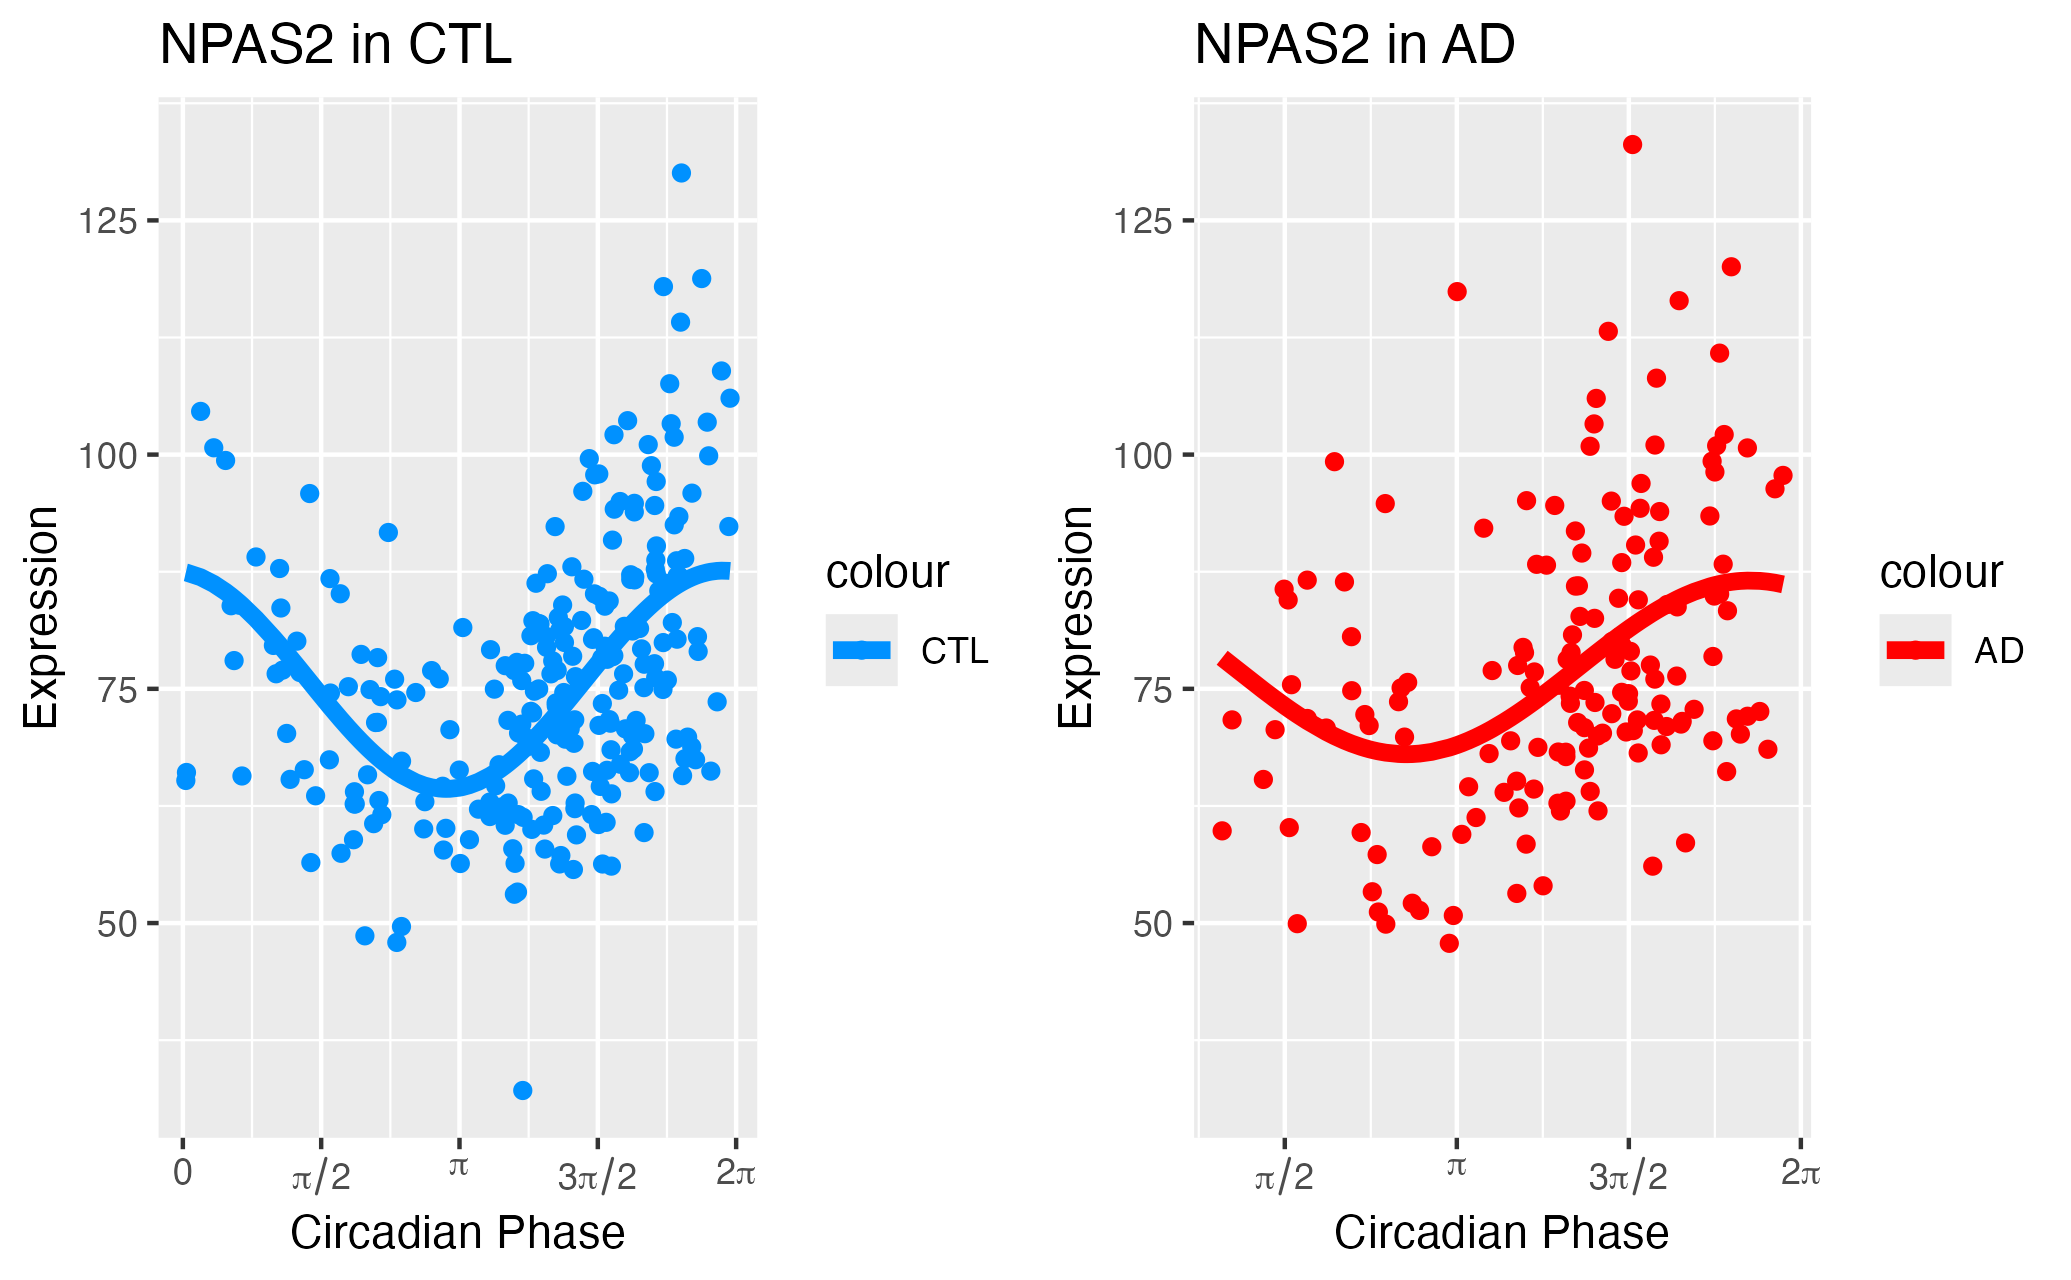 NPAS2 in CTL
125
100
75
50
Expression
0
π/2
π
3π/2
2π
Circadian Phase
colour
CTL
NPAS2 in AD
125
100
75
50
Expression
π/2
π
3π/2
2π
Circadian Phase
colour
AD